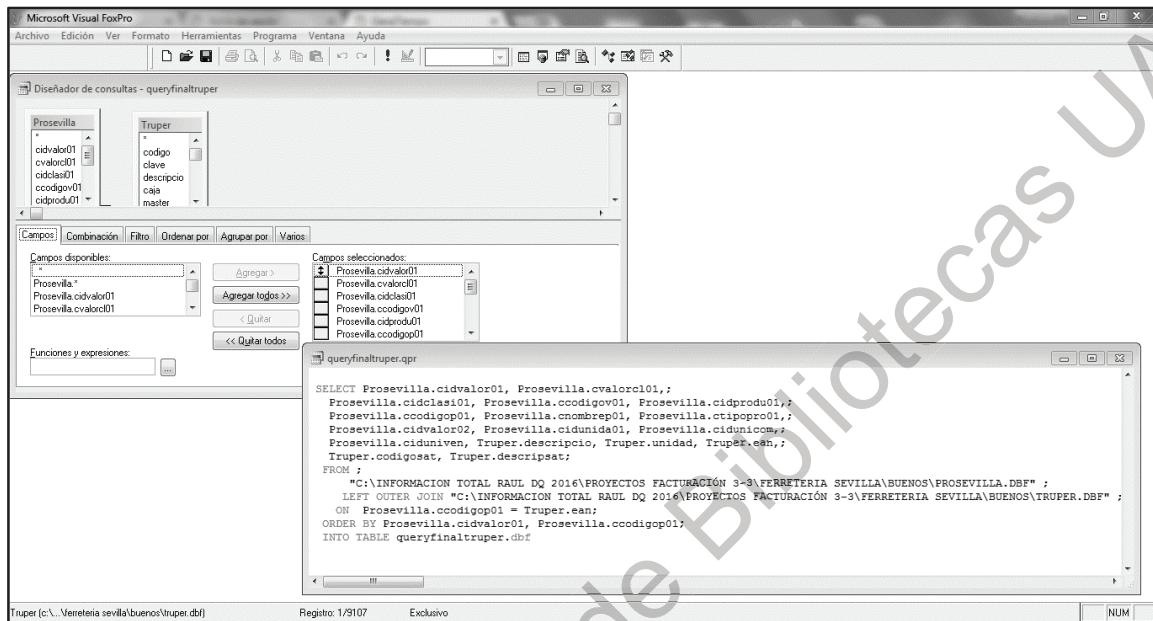 Microsoft Visual FoxPro
Archivo Edición Ver Formato Herramientas Programa Ventana Ayuda
Diseñador de consultas - queryfinaltruper
Prosevilla
*
cidvalor01
cvalorcl01
cidclasi01
ccodigov01
cidprodu01
Truper
*
codigo
clave
descripcio
caja
master
Campos Combinación Filtro Ordenar por Agrupar por Varios
Campos disponibles:
*
Prosevilla.*
Prosevilla.cidvalor01
Prosevilla.cvalorcl01
Agregar >
Agregar todos >>
< Quitar
<< Quitar todos
Campos seleccionados:
Prosevilla.cidvalor01
Prosevilla.cvalorcl01
Prosevilla.cidclasi01
Prosevilla.ccodigov01
Prosevilla.cidprodu01
Prosevilla.ccodigop01
Funciones y expresiones:
...
queryfinaltruper.qpr
SELECT Prosevilla.cidvalor01, Prosevilla.cvalorcl01,;
Prosevilla.cidclasi01, Prosevilla.ccodigov01, Prosevilla.cidprodu01,;
Prosevilla.ccodigop01, Prosevilla.cnombrep01, Prosevilla.ctipopro01,;
Prosevilla.cidvalor02, Prosevilla.cidunida01, Prosevilla.cidunicom,;
Prosevilla.ciduniven, Truper.descripcio, Truper.unidad, Truper.ean,;
Truper.codigosat, Truper.descripsat;
FROM ;
"C:\INFORMACION TOTAL RAUL DQ 2016\PROYECTOS FACTURACIÓN 3-3\FERRETERIA SEVILLA\BUENOS\PROSEVILLA.DBF" ;
LEFT OUTER JOIN "C:\INFORMACION TOTAL RAUL DQ 2016\PROYECTOS FACTURACIÓN 3-3\FERRETERIA SEVILLA\BUENOS\TRUPER.DBF" ;
ON Prosevilla.ccodigop01 = Truper.ean;
ORDER BY Prosevilla.cidvalor01, Prosevilla.ccodigop01;
INTO TABLE queryfinaltruper.dbf
Truper (c:\...\ferreteria sevilla\buenos\truper.dbf) Registro: 1/9107 Exclusivo NUM
de Bibliotecas